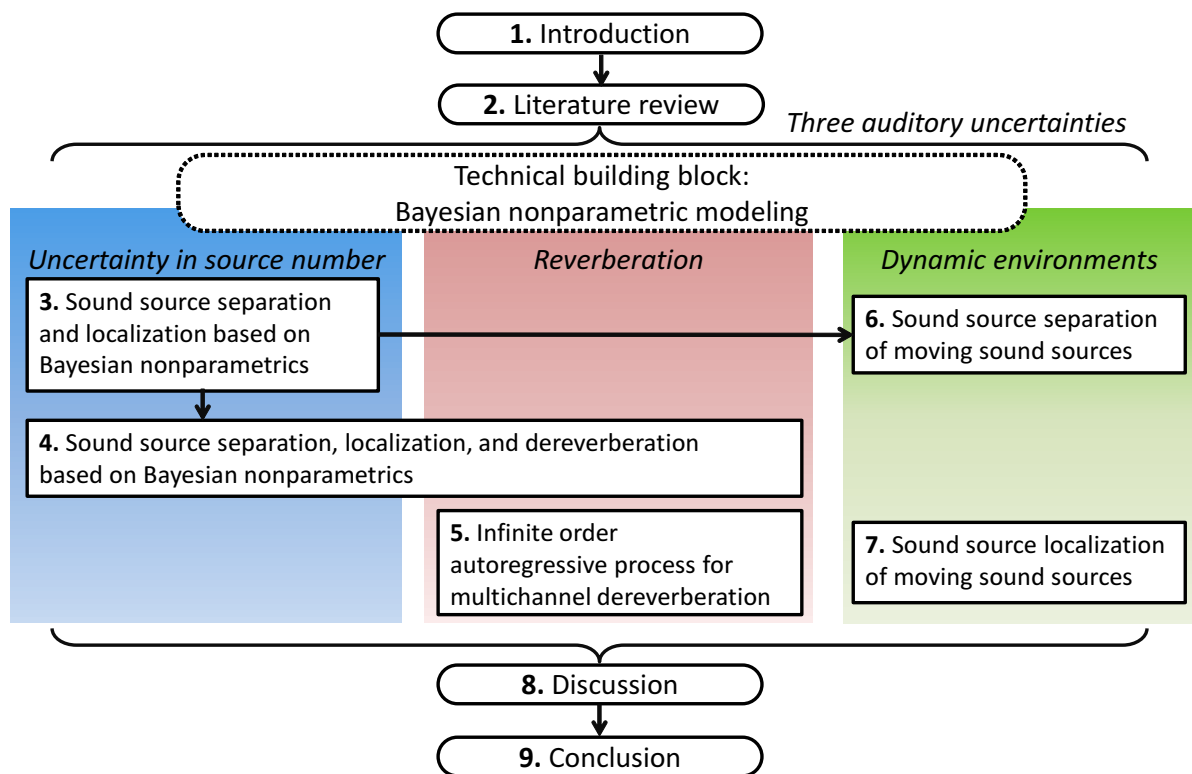 1. Introduction
2. Literature review
Three auditory uncertainties
Technical building block:
Bayesian nonparametric modeling
Uncertainty in source number
Reverberation
Dynamic environments
3. Sound source separation
and localization based on
Bayesian nonparametrics
6. Sound source separation
of moving sound sources
4. Sound source separation, localization, and dereverberation
based on Bayesian nonparametrics
5. Infinite order
autoregressive process for
multichannel dereverberation
7. Sound source localization
of moving sound sources
8. Discussion
9. Conclusion